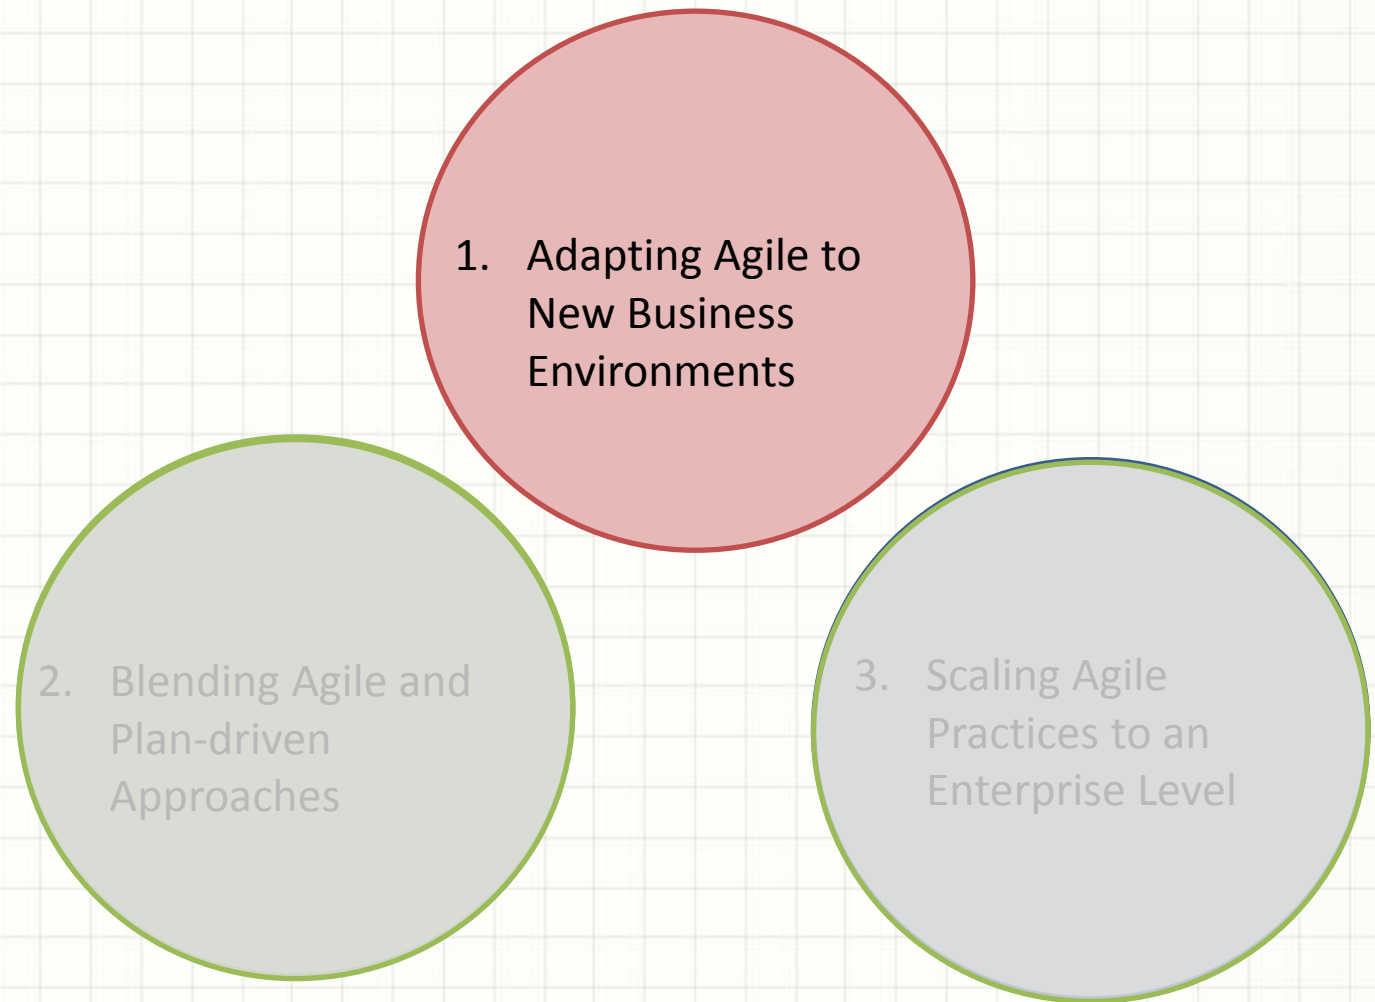 1. Adapting Agile to
New Business
Environments
2. Blending Agile and
Plan-driven
Approaches
3. Scaling Agile
Practices to an
Enterprise Level